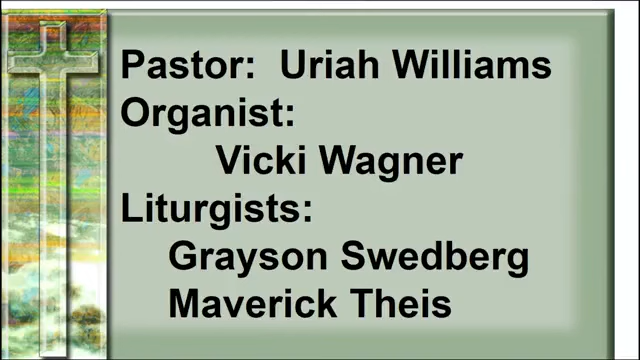 Pastor:  Uriah Williams
Organist:
Vicki Wagner
Liturgists:
Grayson Swedberg
Maverick Theis